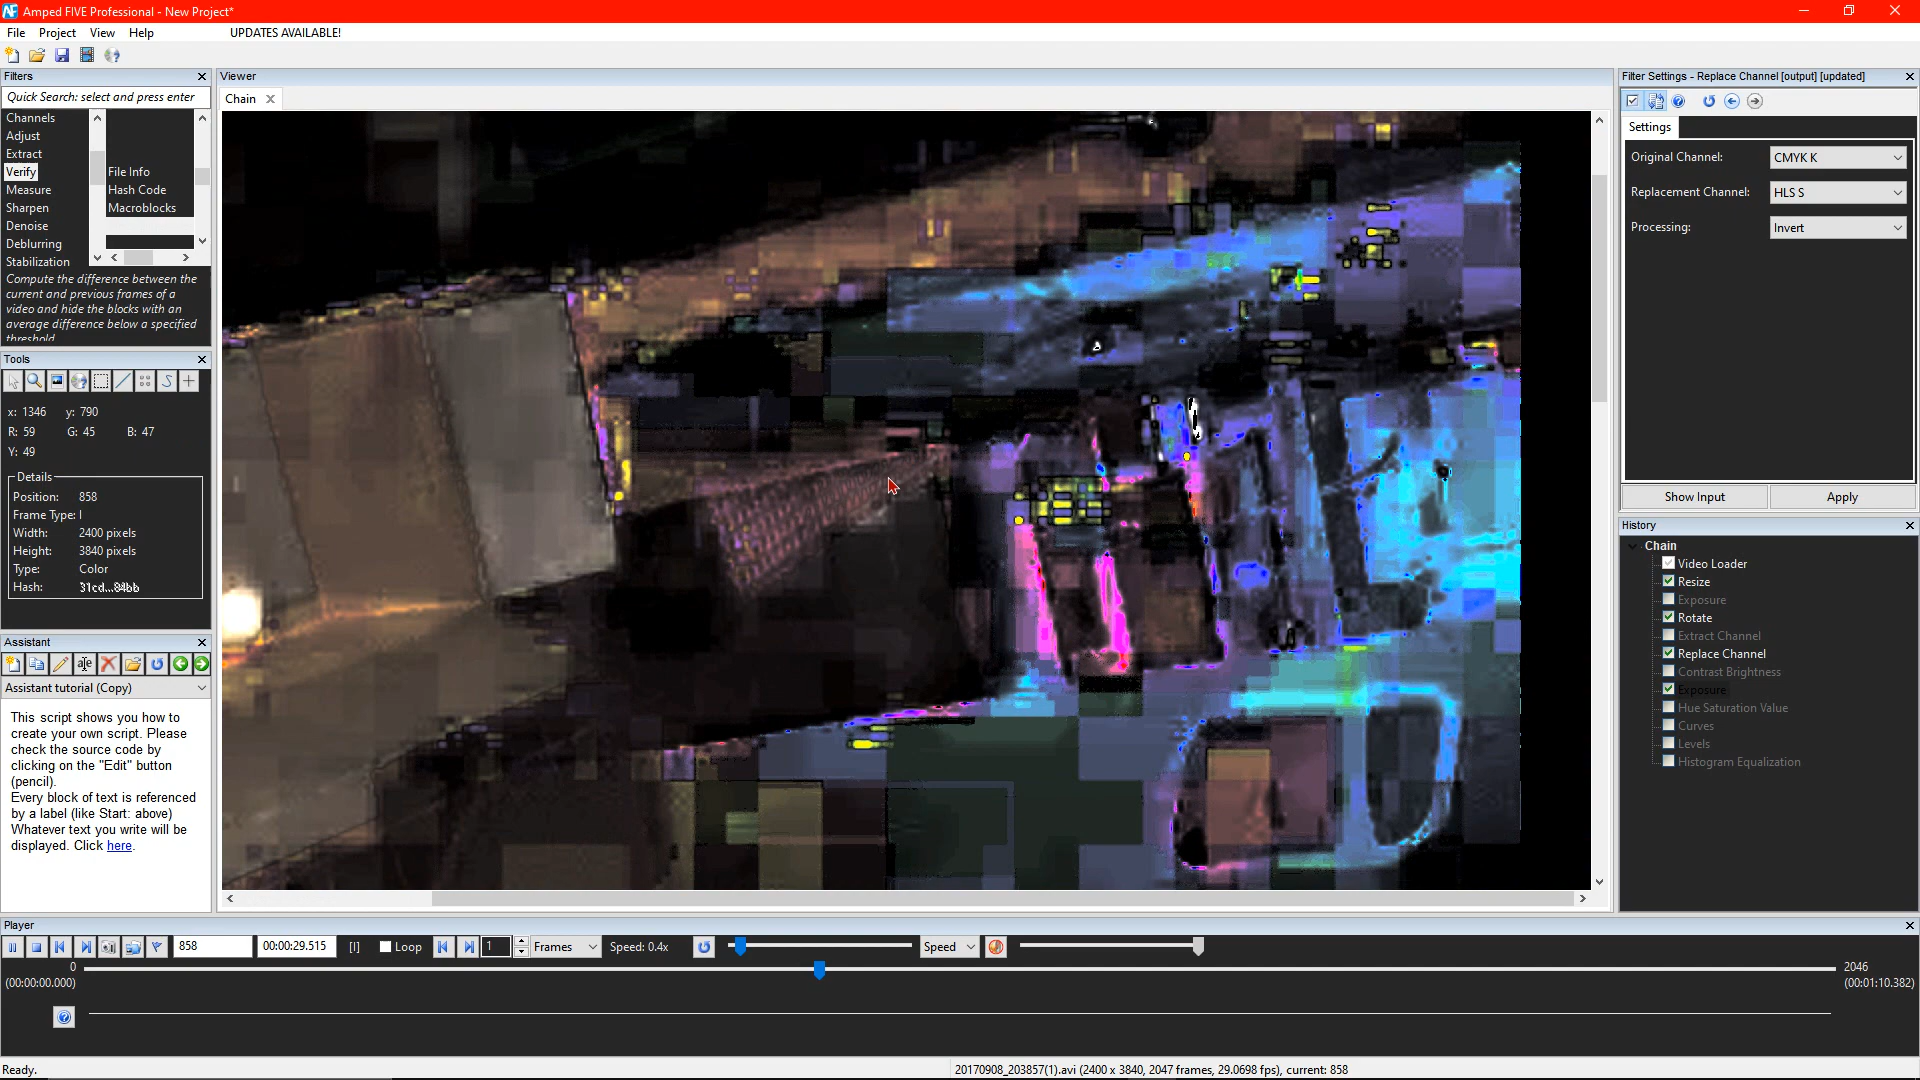 Amped FIVE Professional - New Project*
File Project View Help UPDATES AVAILABLE!
Filters
Quick Search: select and press enter
Channels
Adjust
Extract
Verify
Measure
Sharpen
Denoise
Deblurring
Stabilization
File Info
Hash Code
Macroblocks
Compute the difference between the
current and previous frames of a
video and hide the blocks with an
average difference below a specified
threshold
Tools
x: 1346 y: 790
R: 59 G: 45 B: 47
Y: 49
Details
Position: 858
Frame Type: I
Width: 2400 pixels
Height: 3840 pixels
Type: Color
Hash:
Assistant
Assistant tutorial (Copy)
This script shows you how to
create your own script. Please
check the source code by
clicking on the "Edit" button
(pencil).
Every block of text is referenced
by a label (like Start: above)
Whatever text you write will be
displayed. Click here.
Viewer
Chain
Filter Settings - Replace Channel [output] [updated]
Settings
Original Channel: CMYK K
Replacement Channel: HLS S
Processing: Invert
Show Input Apply
History
Chain
Video Loader
Resize
Exposure
Rotate
Extract Channel
Replace Channel
Contrast Brightness
Exposure
Hue Saturation Value
Curves
Levels
Histogram Equalization
Player
858 00:00:29.515 [I] Loop 1 Frames Speed: 0.4x Speed
0 2046
(00:00:00.000) (00:01:10.382)
Ready. 20170908_203857(1).avi (2400 x 3840, 2047 frames, 29.0698 fps), current: 858